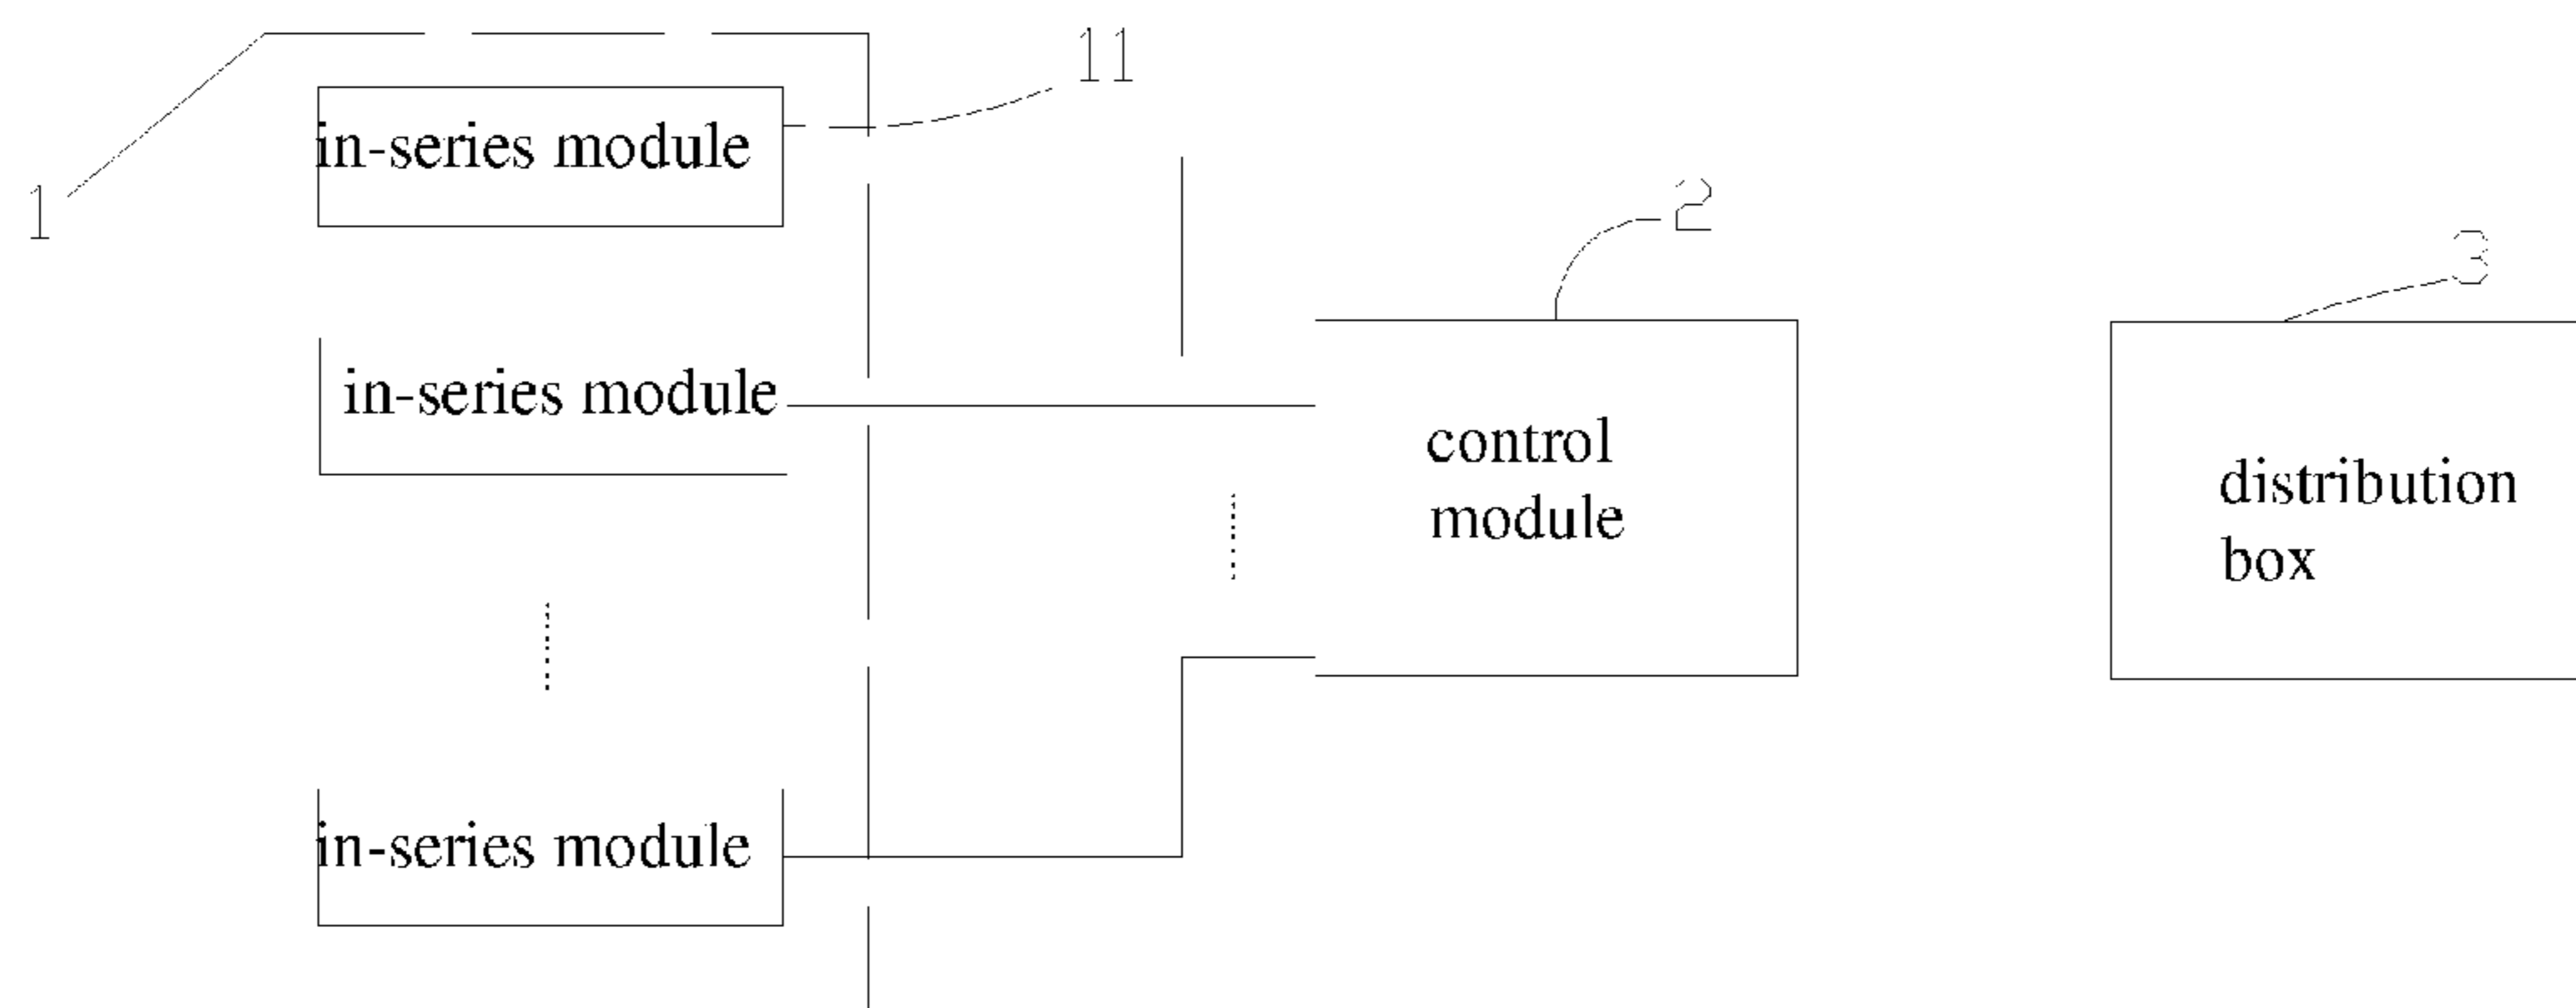 11
in-series module
1
2
3
in-series module
control
module
distribution
box
in-series module